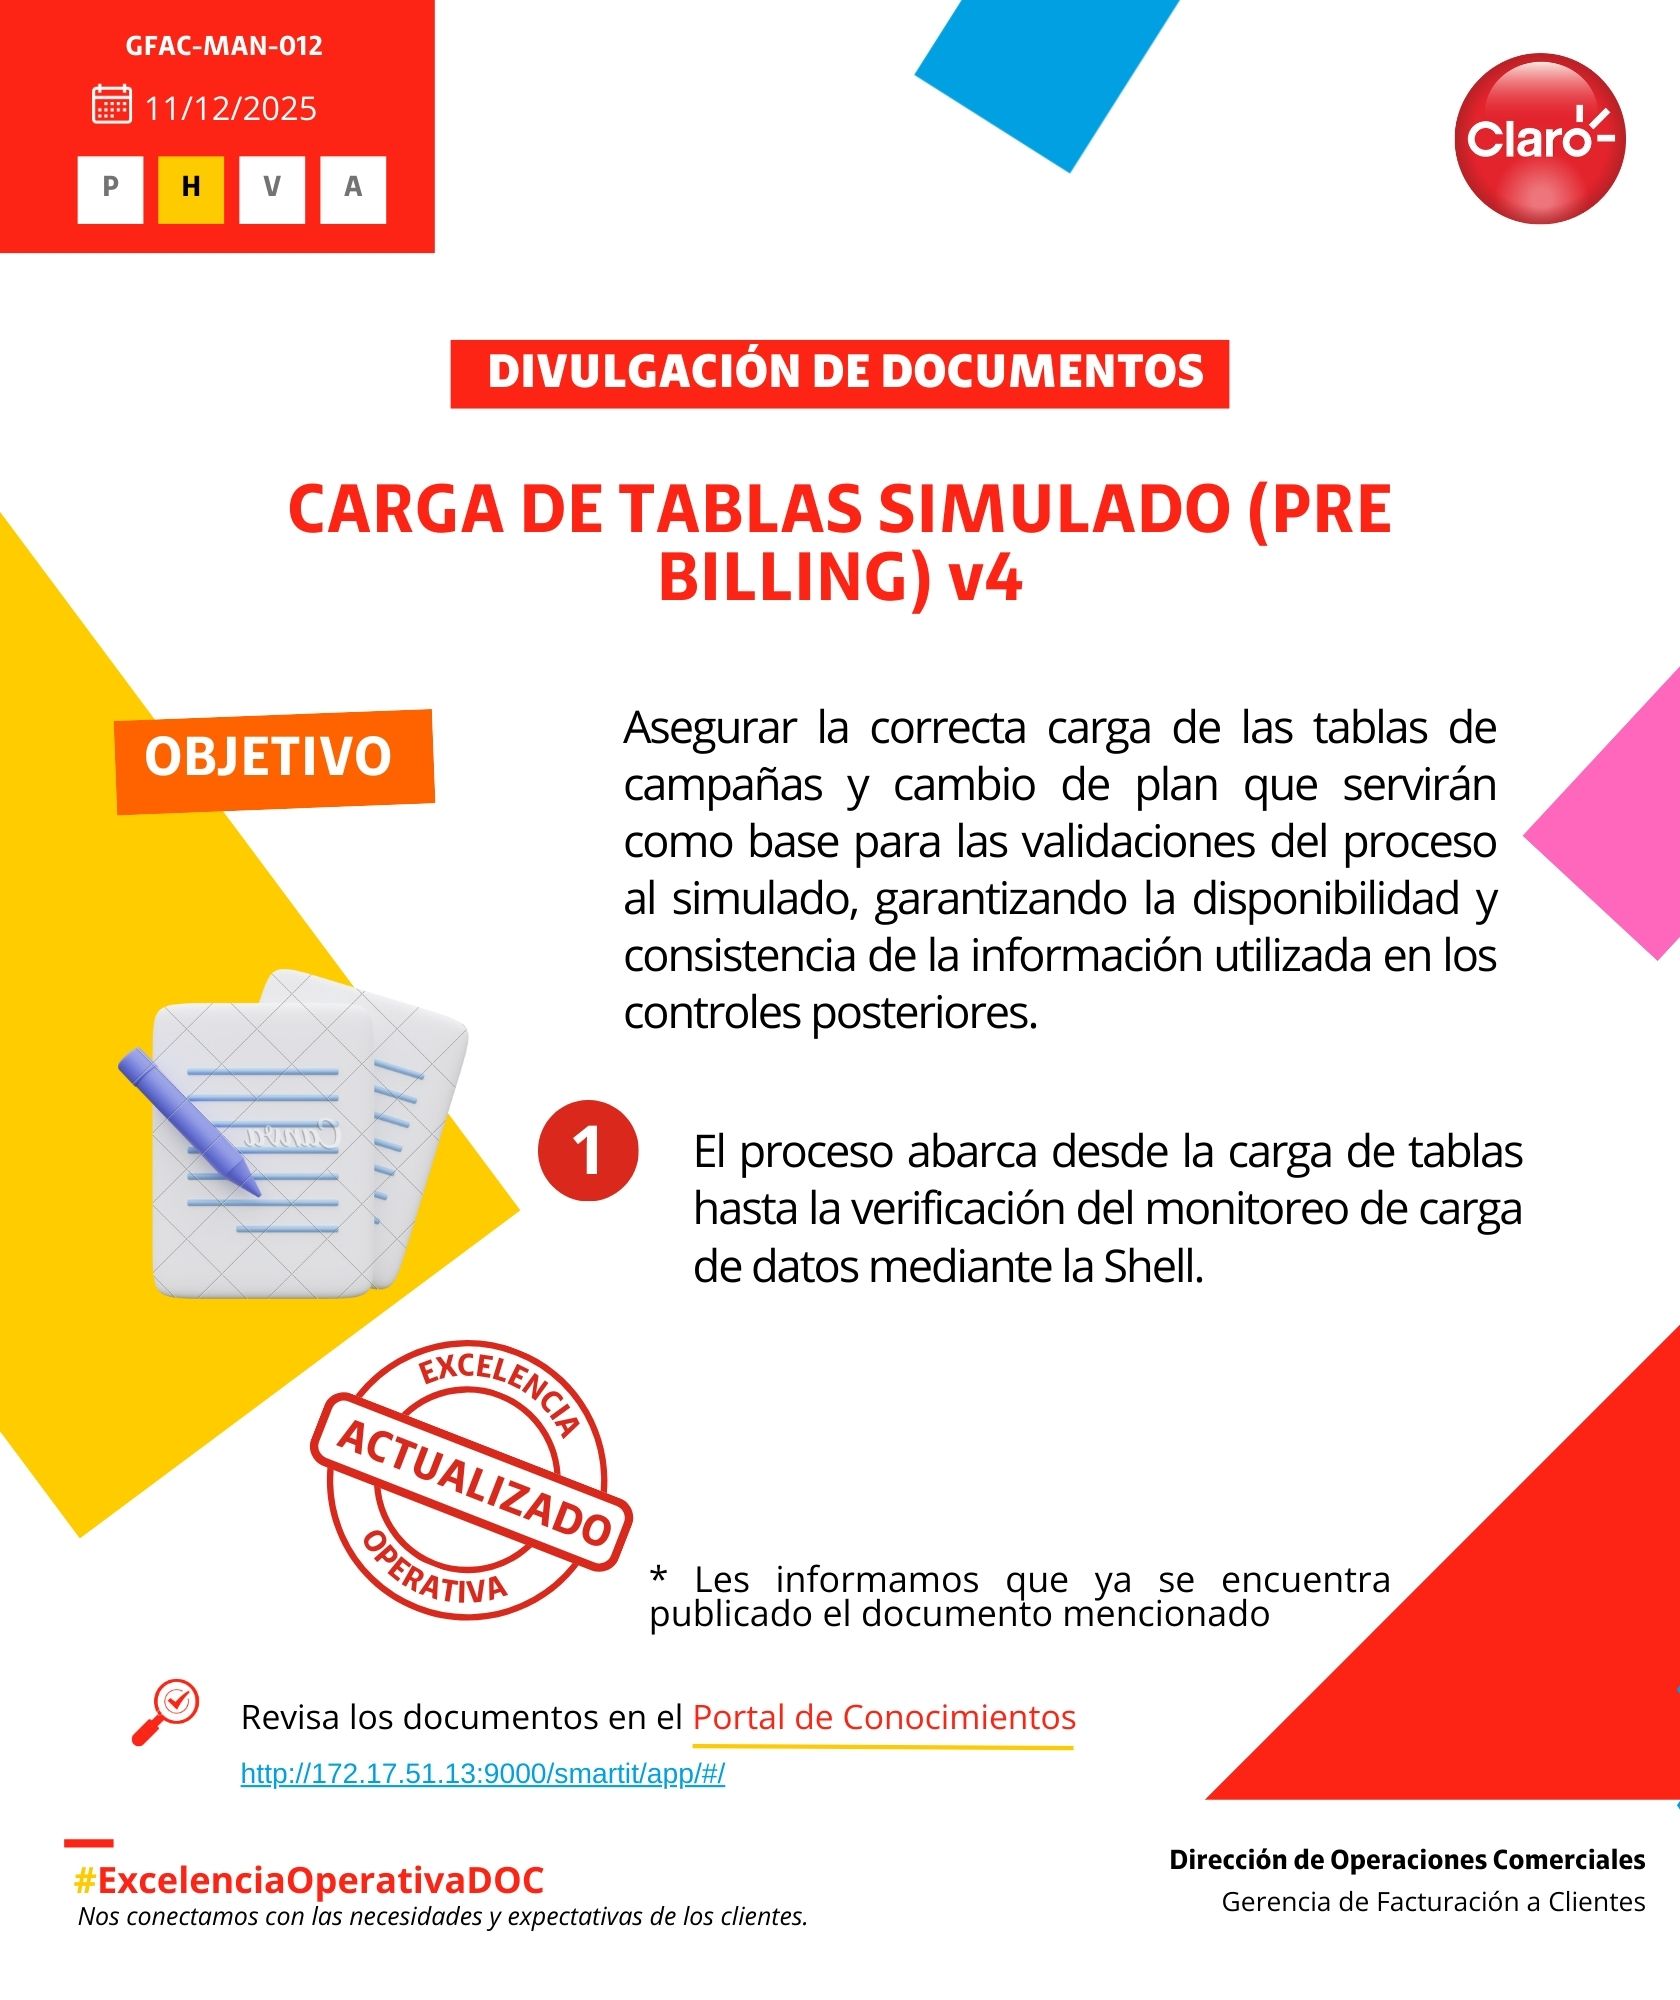 GFAC-MAN-012
11/12/2025
P H V A
Claro
DIVULGACIÓN DE DOCUMENTOS
CARGA DE TABLAS SIMULADO (PRE
BILLING) v4
OBJETIVO
Asegurar la correcta carga de las tablas de
campañas y cambio de plan que servirán
como base para las validaciones del proceso
al simulado, garantizando la disponibilidad y
consistencia de la información utilizada en los
controles posteriores.
Canva
1
El proceso abarca desde la carga de tablas
hasta la verificación del monitoreo de carga
de datos mediante la Shell.
EXCELENCIA
ACTUALIZADO
OPERATIVA
* Les informamos que ya se encuentra
publicado el documento mencionado
Revisa los documentos en el Portal de Conocimientos
http://172.17.51.13:9000/smartit/app/#/
#ExcelenciaOperativaDOC
Nos conectamos con las necesidades y expectativas de los clientes.
Dirección de Operaciones Comerciales
Gerencia de Facturación a Clientes